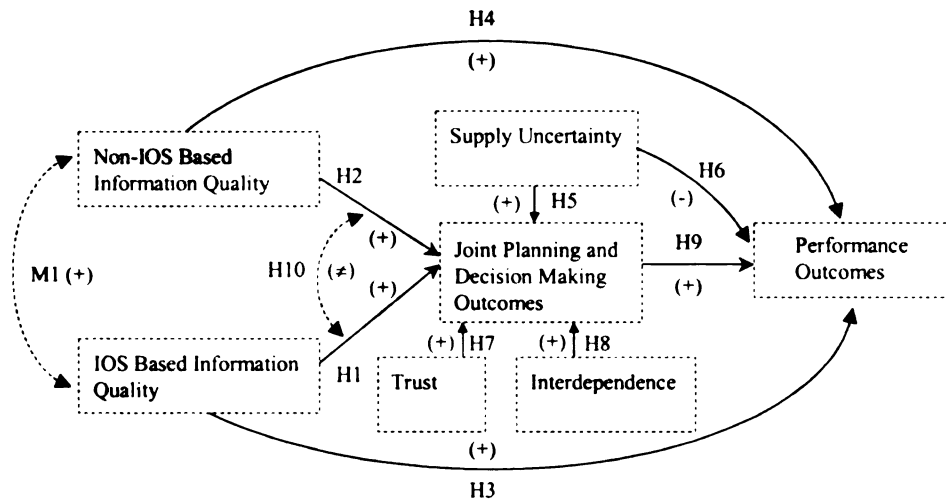 H4
(+)
Supply Uncertainty
Non-IOS Based
Information Quality
H2
H6
(+)
H5
(-)
(+)
Joint Planning and
Decision Making
Outcomes
H9
(+)
Performance
Outcomes
M1 (+)
H10
(≠)
(+)
IOS Based Information
Quality
H1
(+)
H7
(+)
H8
Trust
Interdependence
(+)
H3